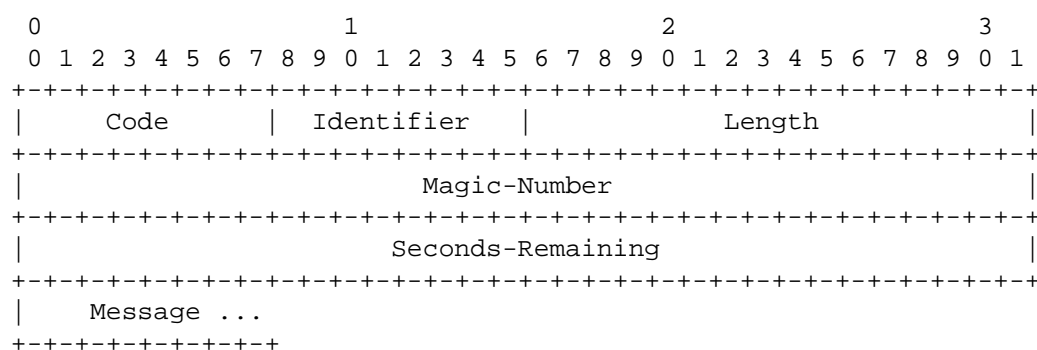 0                   1                   2                   3
 0 1 2 3 4 5 6 7 8 9 0 1 2 3 4 5 6 7 8 9 0 1 2 3 4 5 6 7 8 9 0 1
+-+-+-+-+-+-+-+-+-+-+-+-+-+-+-+-+-+-+-+-+-+-+-+-+-+-+-+-+-+-+-+-+
|     Code      |  Identifier   |            Length             |
+-+-+-+-+-+-+-+-+-+-+-+-+-+-+-+-+-+-+-+-+-+-+-+-+-+-+-+-+-+-+-+-+
|                         Magic-Number                          |
+-+-+-+-+-+-+-+-+-+-+-+-+-+-+-+-+-+-+-+-+-+-+-+-+-+-+-+-+-+-+-+-+
|                       Seconds-Remaining                       |
+-+-+-+-+-+-+-+-+-+-+-+-+-+-+-+-+-+-+-+-+-+-+-+-+-+-+-+-+-+-+-+-+
|    Message ...
+-+-+-+-+-+-+-+-+